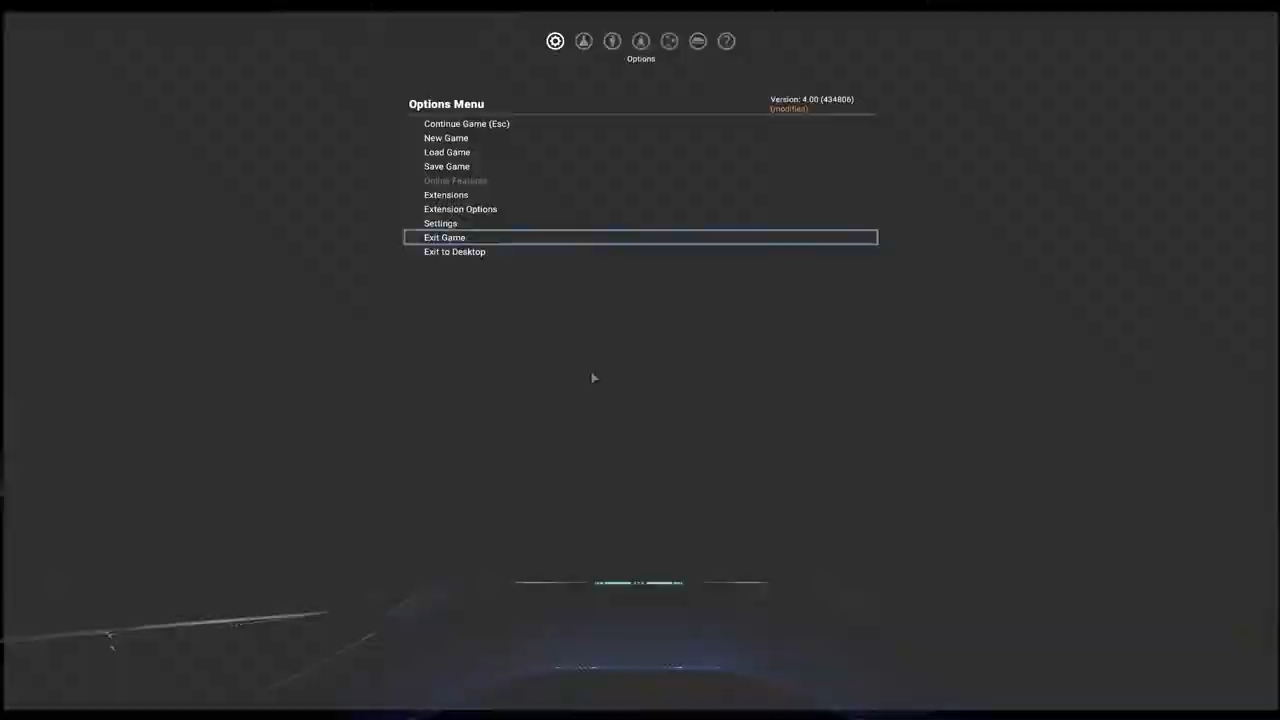 Options
Options Menu
Version: 4.00 (434806)
(modified)
Continue Game (Esc)
New Game
Load Game
Save Game
Online Features
Extensions
Extension Options
Settings
Exit Game
Exit to Desktop